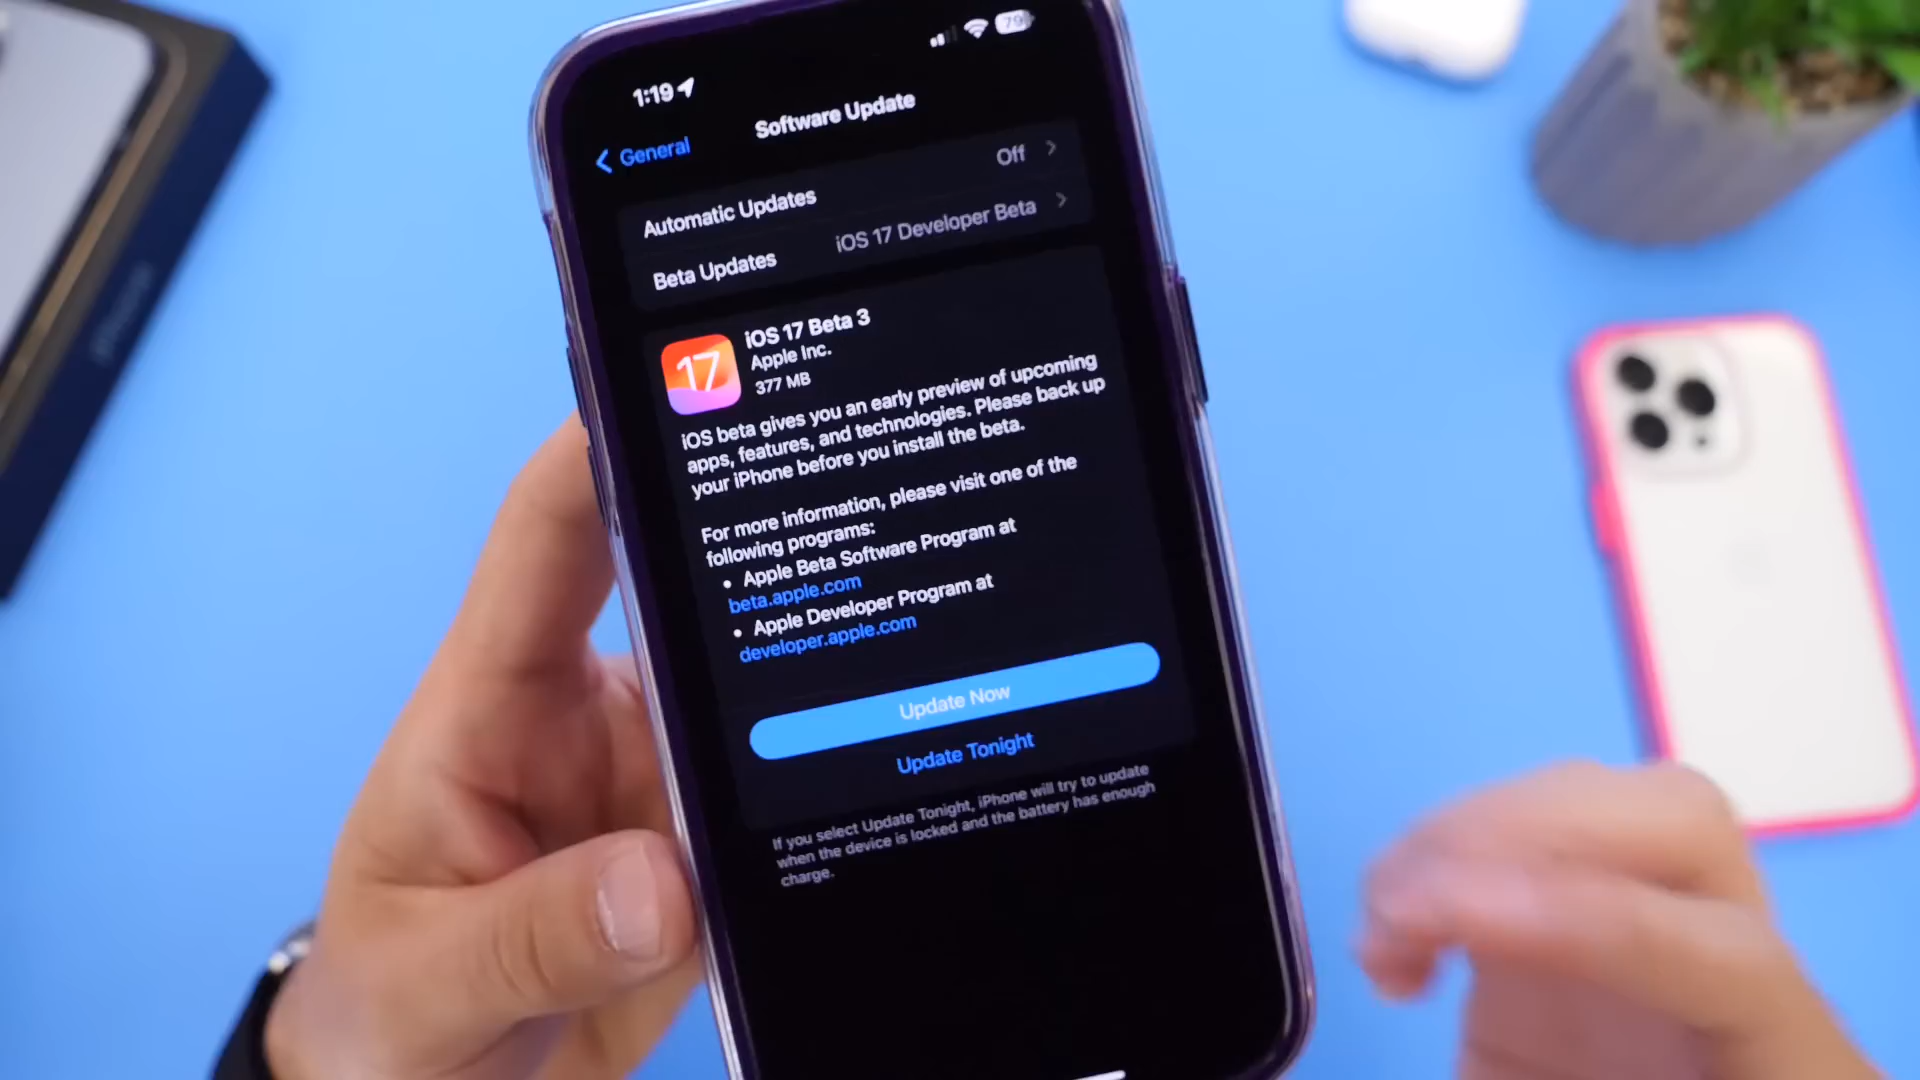 1:19
79
General
Software Update
Automatic Updates Off
Beta Updates iOS 17 Developer Beta
17
iOS 17 Beta 3
Apple Inc.
377 MB
iOS beta gives you an early preview of upcoming
apps, features, and technologies. Please back up
your iPhone before you install the beta.
For more information, please visit one of the
following programs:
• Apple Beta Software Program at
beta.apple.com
• Apple Developer Program at
developer.apple.com
Update Now
Update Tonight
If you select Update Tonight, iPhone will try to update
when the device is locked and the battery has enough
charge.